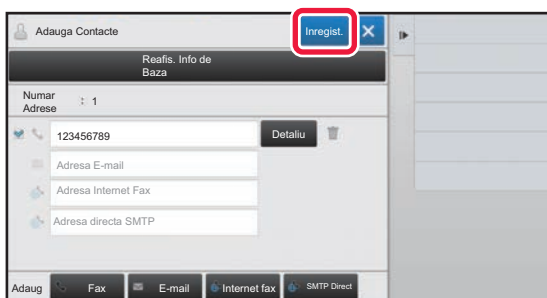 Adauga Contacte
Inregist.
Reafis. Info de
Baza
Numar
Adrese
: 1
123456789
Detaliu
Adresa E-mail
Adresa Internet Fax
Adresa directa SMTP
Adaug
Fax
E-mail
Internet fax
SMTP Direct